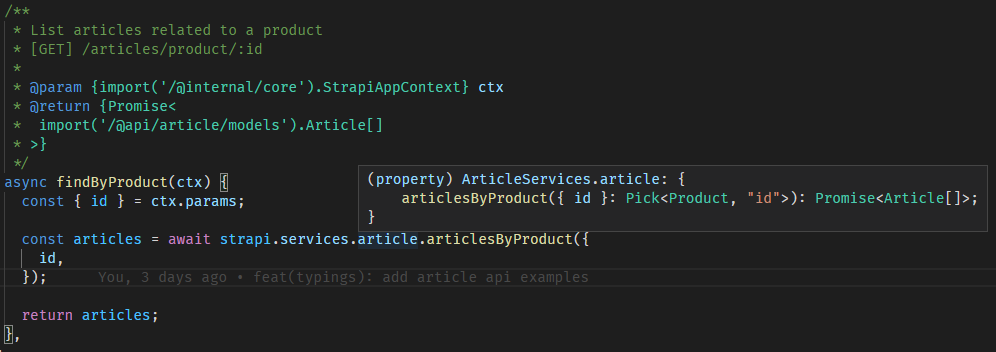 /**
 * List articles related to a product
 * [GET] /articles/product/:id
 *
 * @param {import('/@internal/core').StrapiAppContext} ctx
 * @return {Promise<
 *  import('/@api/article/models').Article[]
 * >}
 */
async findByProduct(ctx) {
  const { id } = ctx.params;
(property) ArticleServices.article: {
    articlesByProduct({ id }: Pick<Product, "id">): Promise<Article[]>;
}
  const articles = await strapi.services.article.articlesByProduct({
    id,
  });      You, 3 days ago • feat(typings): add article api examples
  return articles;
},